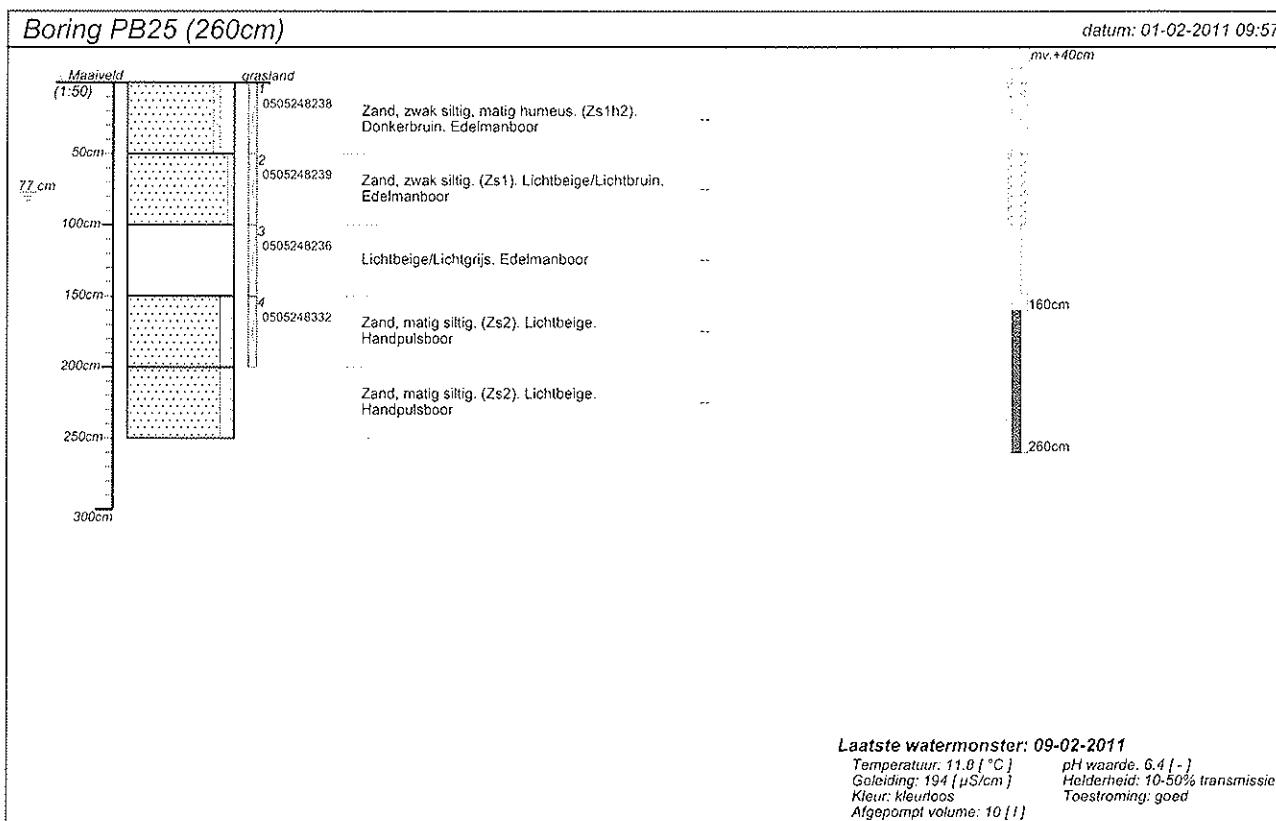 Boring PB25 (260cm)
datum: 01-02-2011 09:57
mv.+40cm
Maaiveld
grasland
(1:50)
1
0505248238
Zand, zwak siltig, matig humeus. (Zs1h2).
Donkerbruin. Edelmanboor
--
50cm
2
0505248239
Zand, zwak siltig. (Zs1). Lichtbeige/Lichtbruin.
Edelmanboor
--
77 cm
100cm
3
0505248236
Lichtbeige/Lichtgrijs. Edelmanboor
--
150cm
4
0505248332
Zand, matig siltig. (Zs2). Lichtbeige.
Handpulsboor
--
160cm
200cm
Zand, matig siltig. (Zs2). Lichtbeige.
Handpulsboor
--
250cm
260cm
300cm
Laatste watermonster: 09-02-2011
Temperatuur: 11.8 [ °C ]
pH waarde. 6.4 [ - ]
Geleiding: 194 [ µS/cm ]
Helderheid: 10-50% transmissie
Kleur: kleurloos
Toestroming: goed
Afgepompt volume: 10 [ l ]